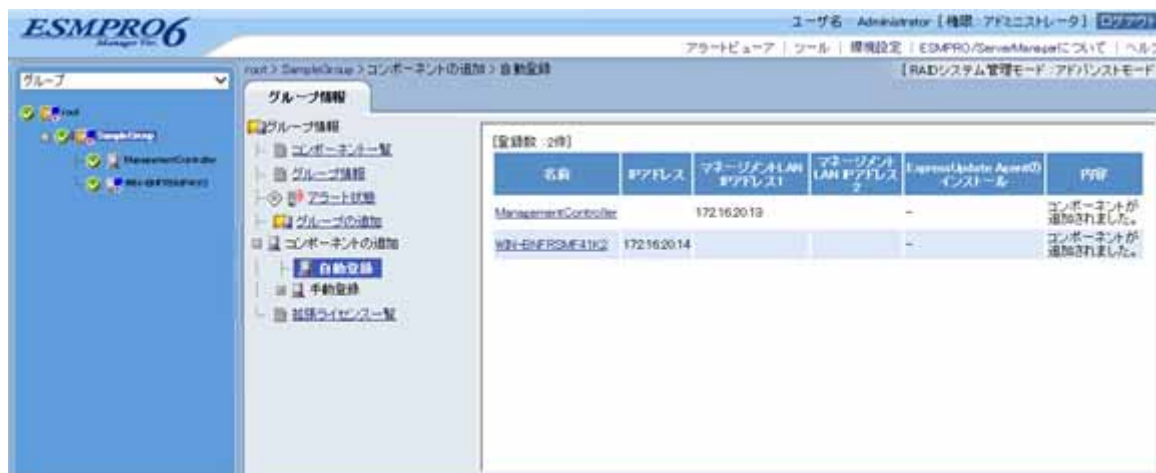 ESMPRO6
Manager Ver.
ユーザ名 Administrator [ 権限 : アドミニストレータ ] ログアウト
アラートビューア | ツール | 環境設定 | ESMPRO/ServerManagerについて | ヘルプ
グループ
root > SampleGroup > コンポーネントの追加 > 自動登録
[ RAIDシステム管理モード : アドバンストモード
グループ情報
root
SampleGroup
ManagementController
グループ情報
コンポーネント一覧
グループ情報
アラート状態
グループの追加
コンポーネントの追加
自動登録
手動登録
拡張ライセンス一覧
[登録数 : 2件]
名前 IPアドレス マネージメントLAN IPアドレス1 マネージメントLAN IPアドレス2 ExpressUpdate Agentのインストール 内容
ManagementController 172.16.20.13 - コンポーネントが追加されました。
172.16.20.14 - コンポーネントが追加されました。